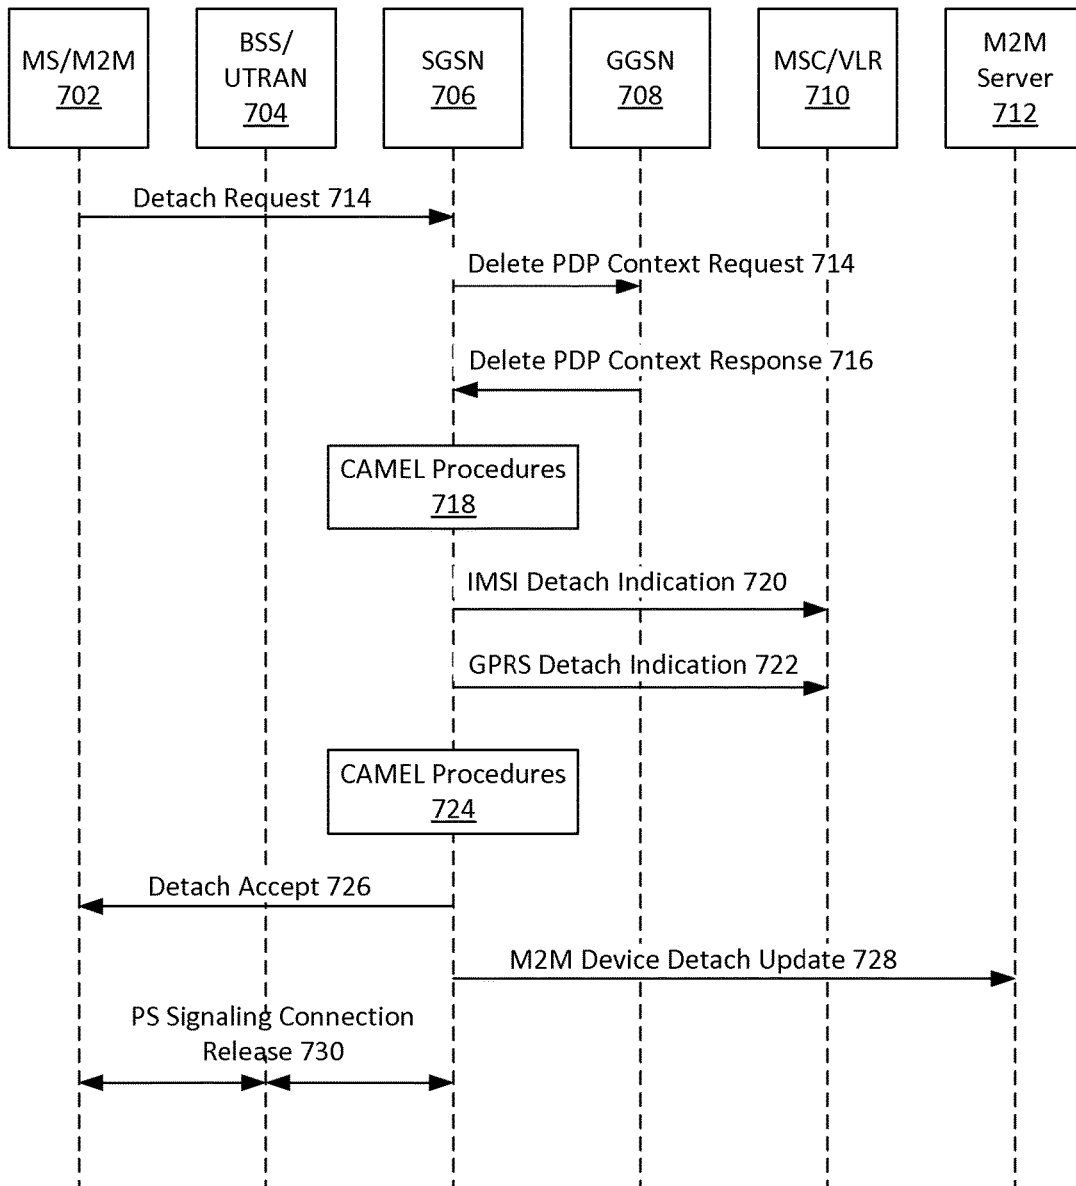 MS/M2M
702
BSS/
UTRAN
704
SGSN
706
GGSN
708
MSC/VLR
710
M2M
Server
712
Detach Request 714
Delete PDP Context Request 714
Delete PDP Context Response 716
CAMEL Procedures
718
IMSI Detach Indication 720
GPRS Detach Indication 722
CAMEL Procedures
724
Detach Accept 726
M2M Device Detach Update 728
PS Signaling Connection
Release 730